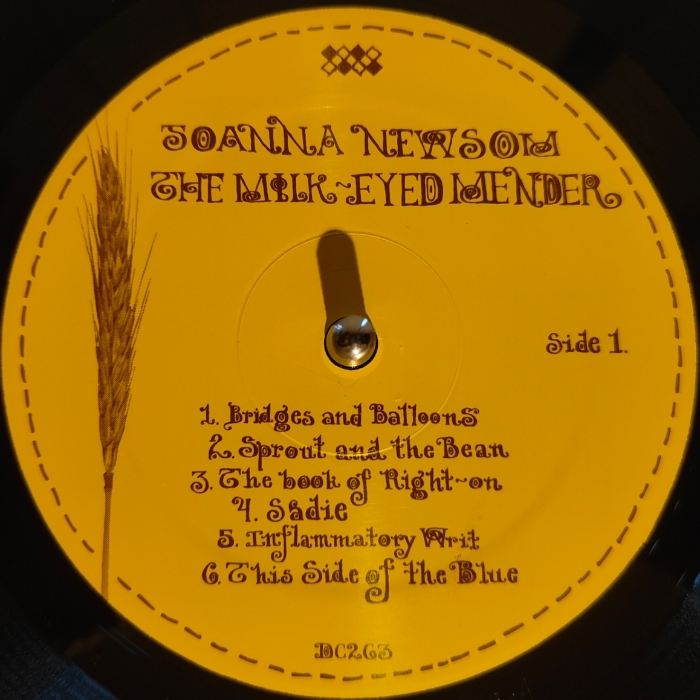 JOANNA NEWSOM
THE MILK~EYED MENDER
Side 1.
1. Bridges and Balloons
2. Sprout and the Bean
3. The book of Right~on
4. Sadie
5. Inflammatory Writ
6. This Side of the Blue
DC263